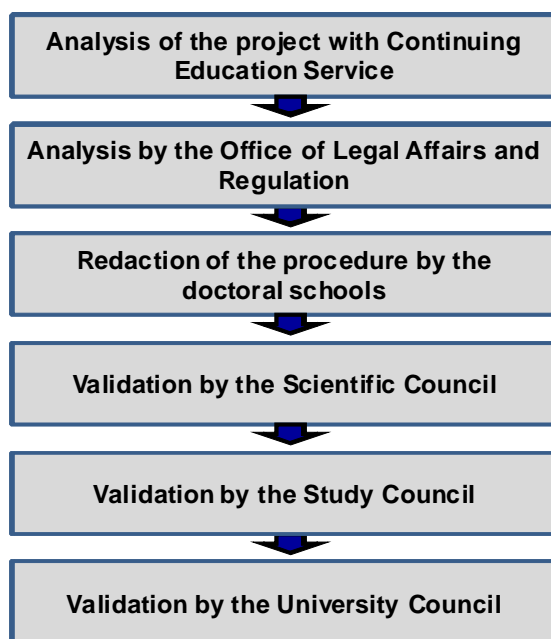 Analysis of the project with Continuing
Education Service
Analysis by the Office of Legal Affairs and
Regulation
Redaction of the procedure by the
doctoral schools
Validation by the Scientific Council
Validation by the Study Council
Validation by the University Council